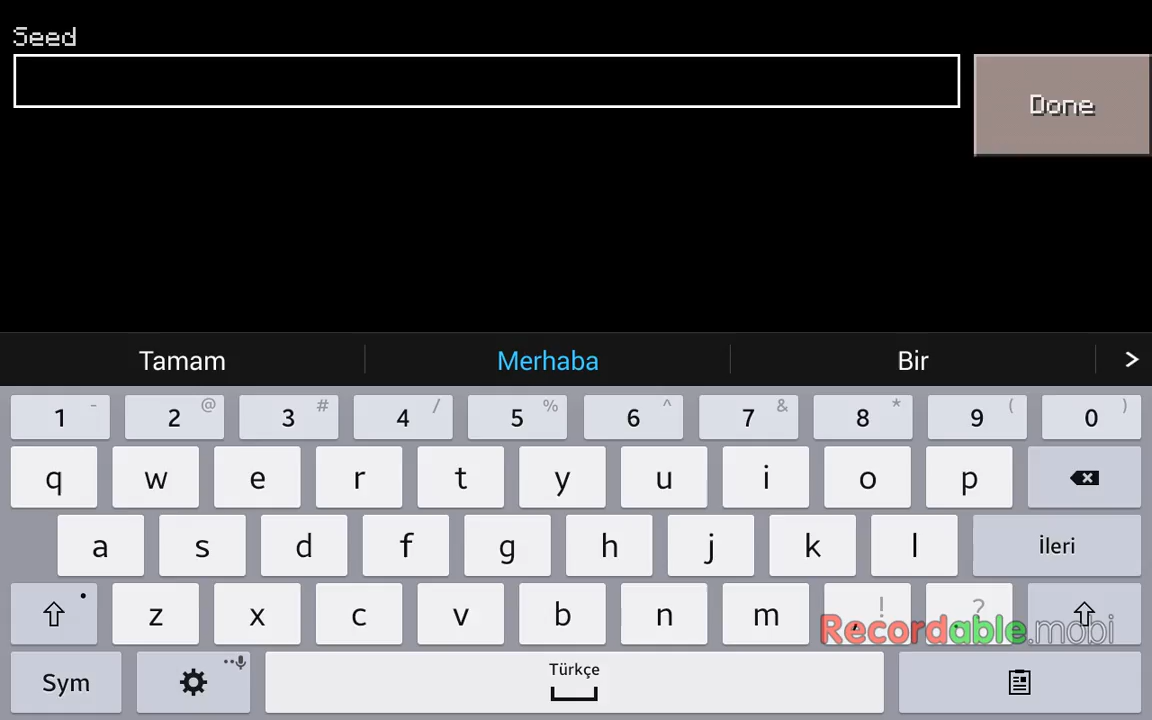 Seed
Done
Tamam Merhaba Bir >
1 - 2 @ 3 # 4 / 5 % 6 ^ 7 & 8 * 9 ( 0 )
q w e r t y u i o p
a s d f g h j k l İleri
z x c v b n m , ! . ?
Recordable.mobi
Sym Türkçe